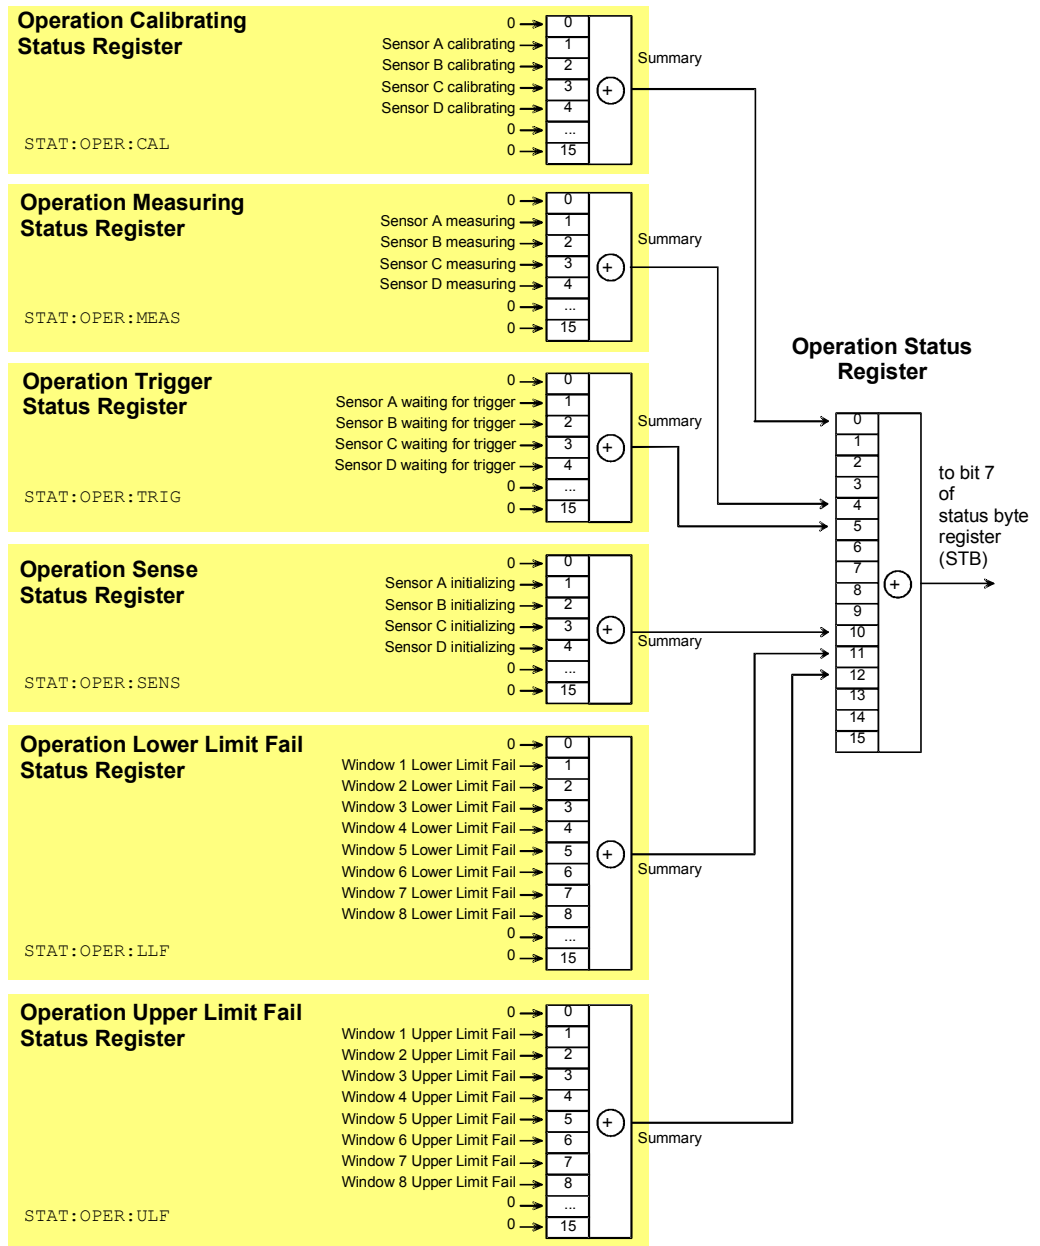 Operation Calibrating
Status Register
0 0
Sensor A calibrating 1
Sensor B calibrating 2
Sensor C calibrating 3
Sensor D calibrating 4
0 ...
0 15
+
Summary
STAT:OPER:CAL
Operation Measuring
Status Register
0 0
Sensor A measuring 1
Sensor B measuring 2
Sensor C measuring 3
Sensor D measuring 4
0 ...
0 15
+
Summary
STAT:OPER:MEAS
Operation Trigger
Status Register
0 0
Sensor A waiting for trigger 1
Sensor B waiting for trigger 2
Sensor C waiting for trigger 3
Sensor D waiting for trigger 4
0 ...
0 15
+
Summary
STAT:OPER:TRIG
Operation Sense
Status Register
0 0
Sensor A initializing 1
Sensor B initializing 2
Sensor C initializing 3
Sensor D initializing 4
0 ...
0 15
+
Summary
STAT:OPER:SENS
Operation Lower Limit Fail
Status Register
0 0
Window 1 Lower Limit Fail 1
Window 2 Lower Limit Fail 2
Window 3 Lower Limit Fail 3
Window 4 Lower Limit Fail 4
Window 5 Lower Limit Fail 5
Window 6 Lower Limit Fail 6
Window 7 Lower Limit Fail 7
Window 8 Lower Limit Fail 8
0 ...
0 15
+
Summary
STAT:OPER:LLF
Operation Upper Limit Fail
Status Register
0 0
Window 1 Upper Limit Fail 1
Window 2 Upper Limit Fail 2
Window 3 Upper Limit Fail 3
Window 4 Upper Limit Fail 4
Window 5 Upper Limit Fail 5
Window 6 Upper Limit Fail 6
Window 7 Upper Limit Fail 7
Window 8 Upper Limit Fail 8
0 ...
0 15
+
Summary
STAT:OPER:ULF
Operation Status
Register
0
1
2
3
4
5
6
7
8
9
10
11
12
13
14
15
+
to bit 7
of
status byte
register
(STB)